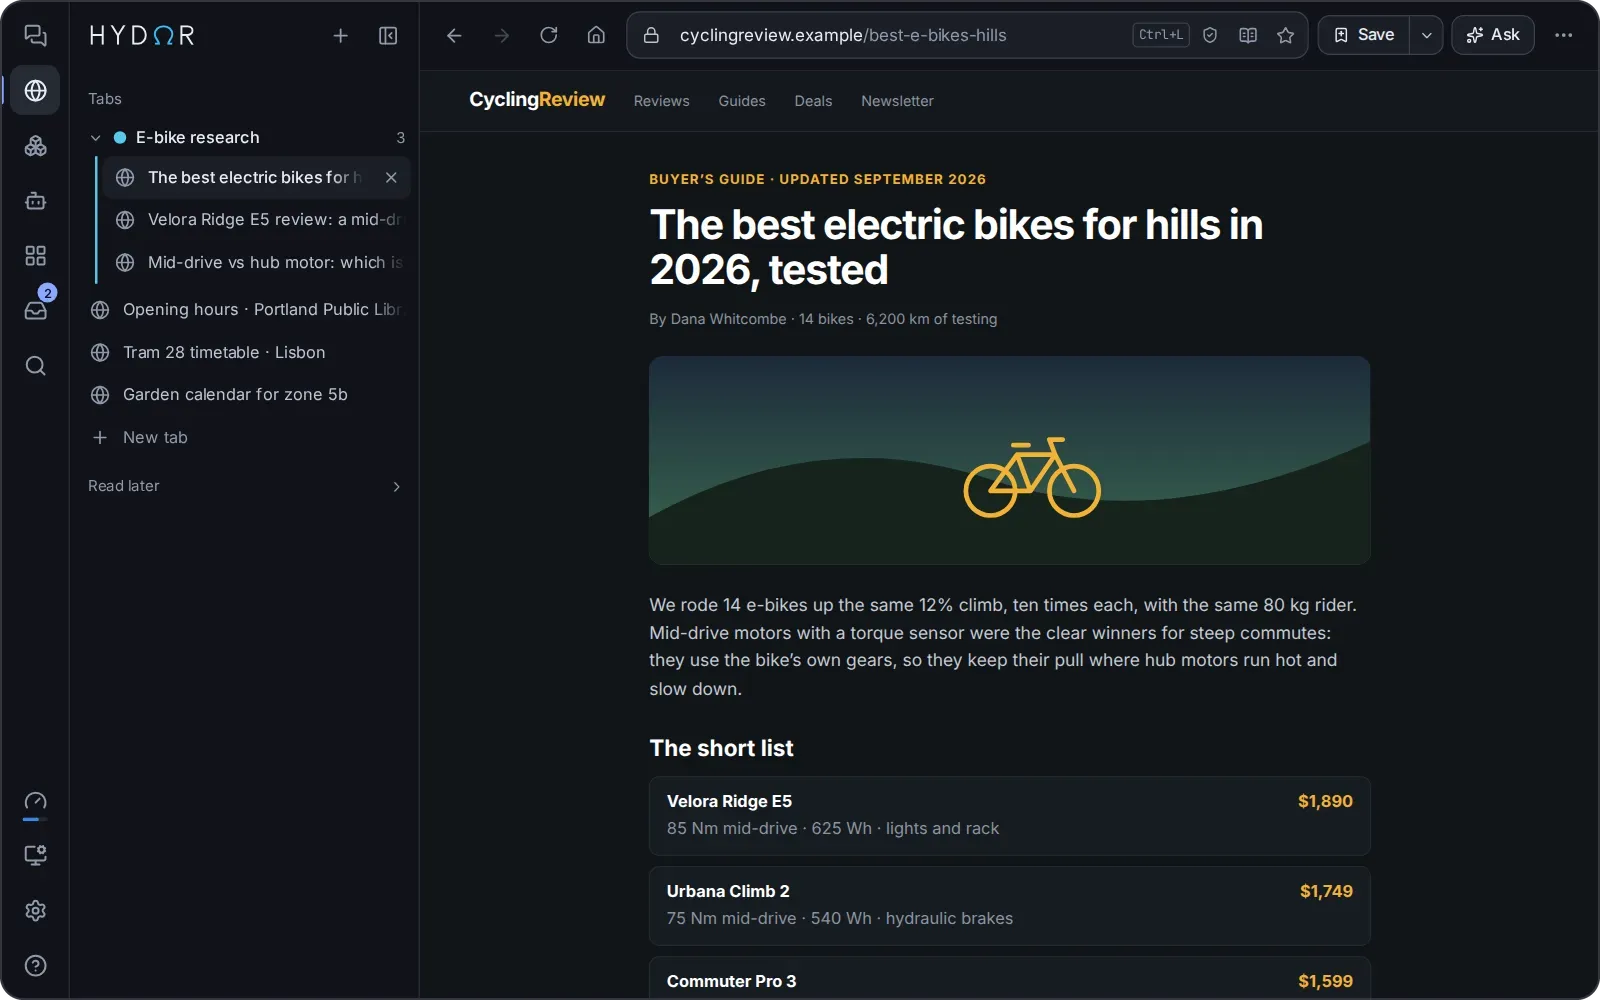 HYDΩR
Tabs
E-bike research 3
The best electric bikes for h
Velora Ridge E5 review: a mid-dr
Mid-drive vs hub motor: which is
2
Opening hours · Portland Public Libr
Tram 28 timetable · Lisbon
Garden calendar for zone 5b
New tab
Read later
cyclingreview.example/best-e-bikes-hills Ctrl+L Save Ask
CyclingReview Reviews Guides Deals Newsletter
BUYER’S GUIDE · UPDATED SEPTEMBER 2026
The best electric bikes for hills in
2026, tested
By Dana Whitcombe · 14 bikes · 6,200 km of testing
We rode 14 e-bikes up the same 12% climb, ten times each, with the same 80 kg rider.
Mid-drive motors with a torque sensor were the clear winners for steep commutes:
they use the bike’s own gears, so they keep their pull where hub motors run hot and
slow down.
The short list
Velora Ridge E5 $1,890
85 Nm mid-drive · 625 Wh · lights and rack
Urbana Climb 2 $1,749
75 Nm mid-drive · 540 Wh · hydraulic brakes
Commuter Pro 3 $1,599